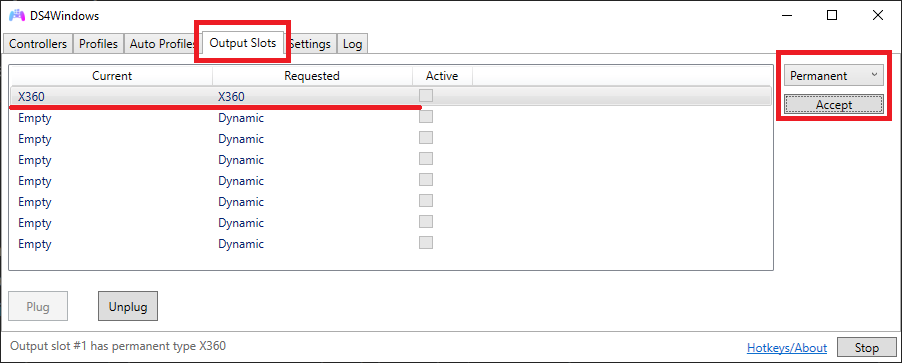 DS4Windows
Controllers Profiles Auto Profiles Output Slots Settings Log
Current Requested Active
Permanent
X360 X360
Accept
Empty Dynamic
Empty Dynamic
Empty Dynamic
Empty Dynamic
Empty Dynamic
Empty Dynamic
Empty Dynamic
Plug Unplug
Output slot #1 has permanent type X360 Hotkeys/About Stop